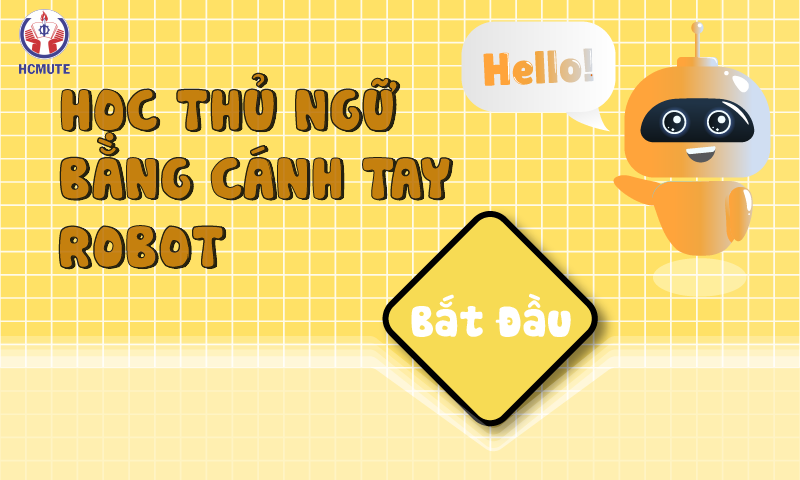 HCMUTE
Hello!
HỌC THỦ NGỮ
BẰNG CÁNH TAY
ROBOT
Bắt Đầu